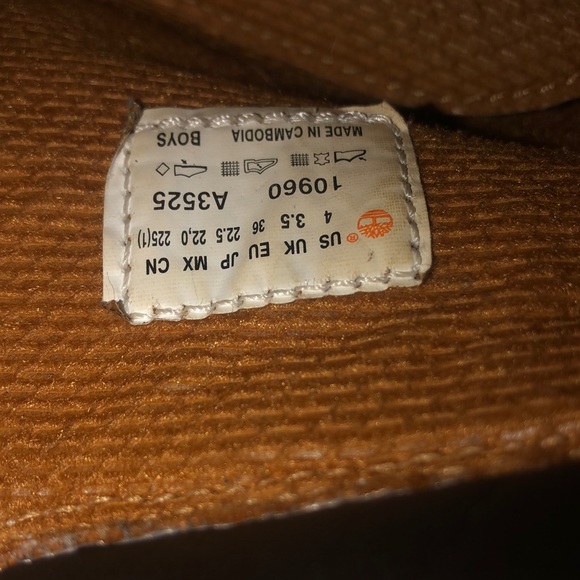 US UK EU JP MX CN
4 3.5 36 22.5 22,0 225(1)
10960 A3525
MADE IN CAMBODIA BOYS
®